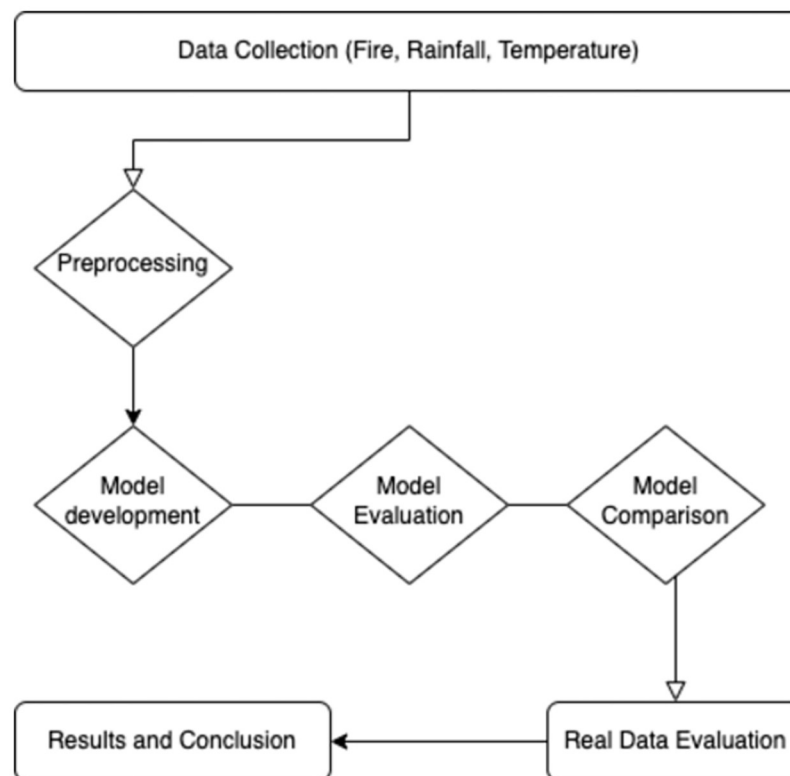 Data Collection (Fire, Rainfall, Temperature)
Preprocessing
Model
development
Model
Evaluation
Model
Comparison
Results and Conclusion
Real Data Evaluation